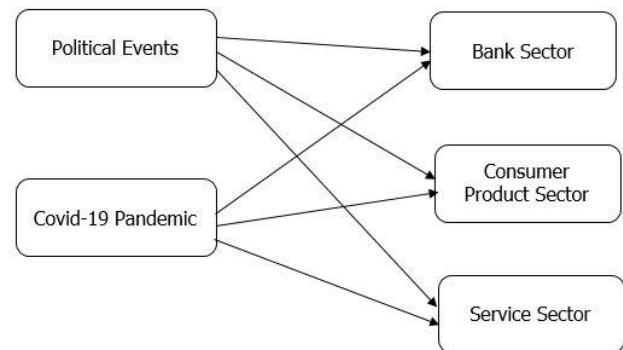 Political Events
Bank Sector
Consumer
Product Sector
Covid-19 Pandemic
Service Sector